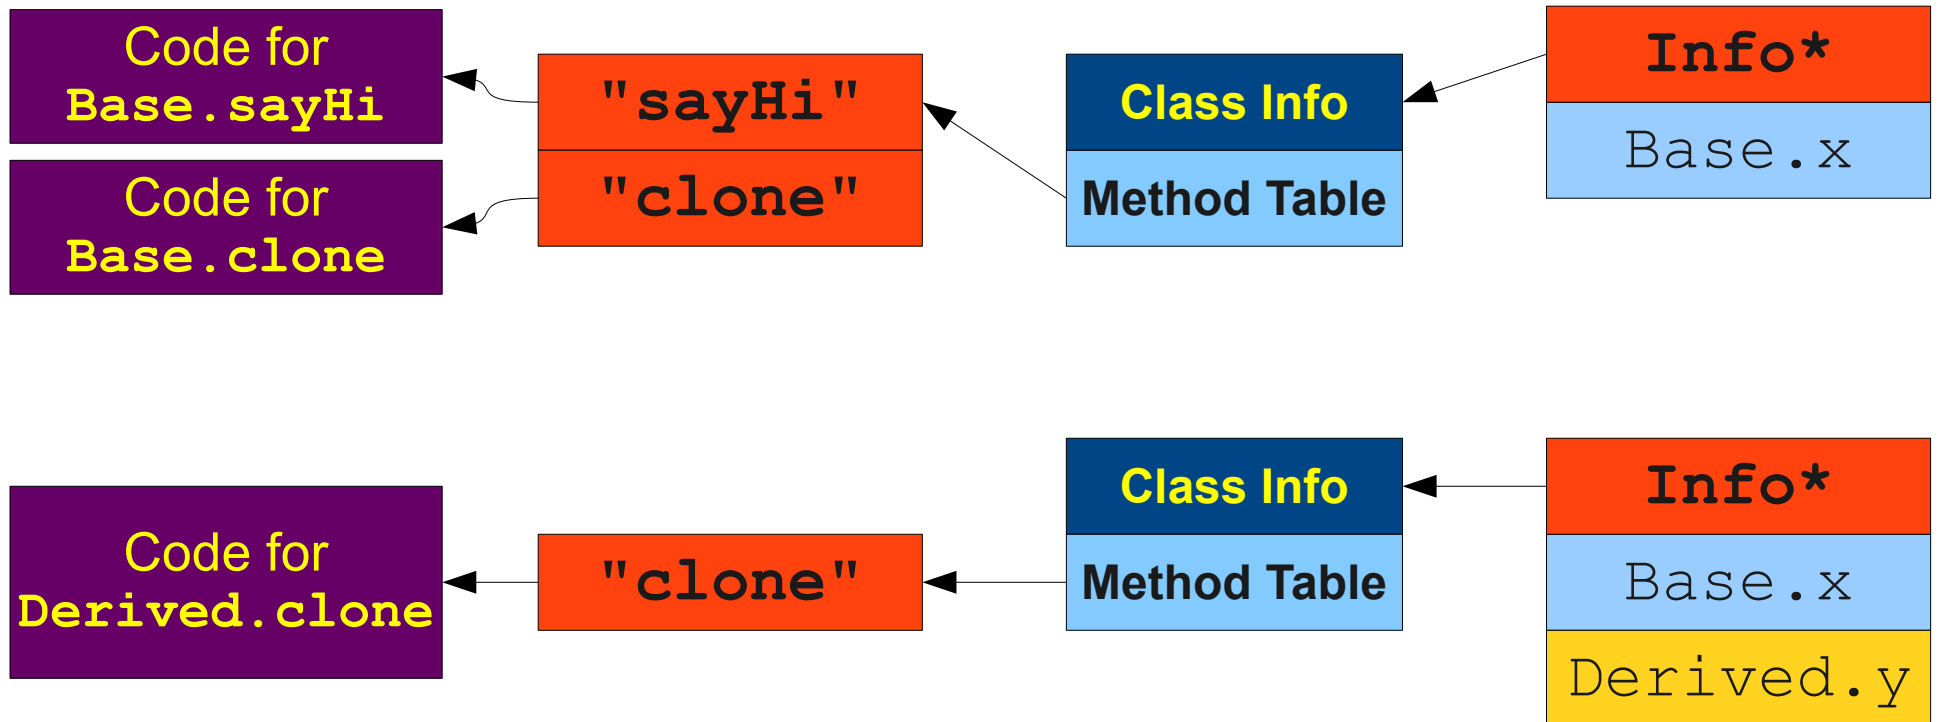 Code for
Base.sayHi
Code for
Base.clone
"sayHi"
"clone"
Class Info
Method Table
Info*
Base.x
Code for
Derived.clone
"clone"
Class Info
Method Table
Info*
Base.x
Derived.y